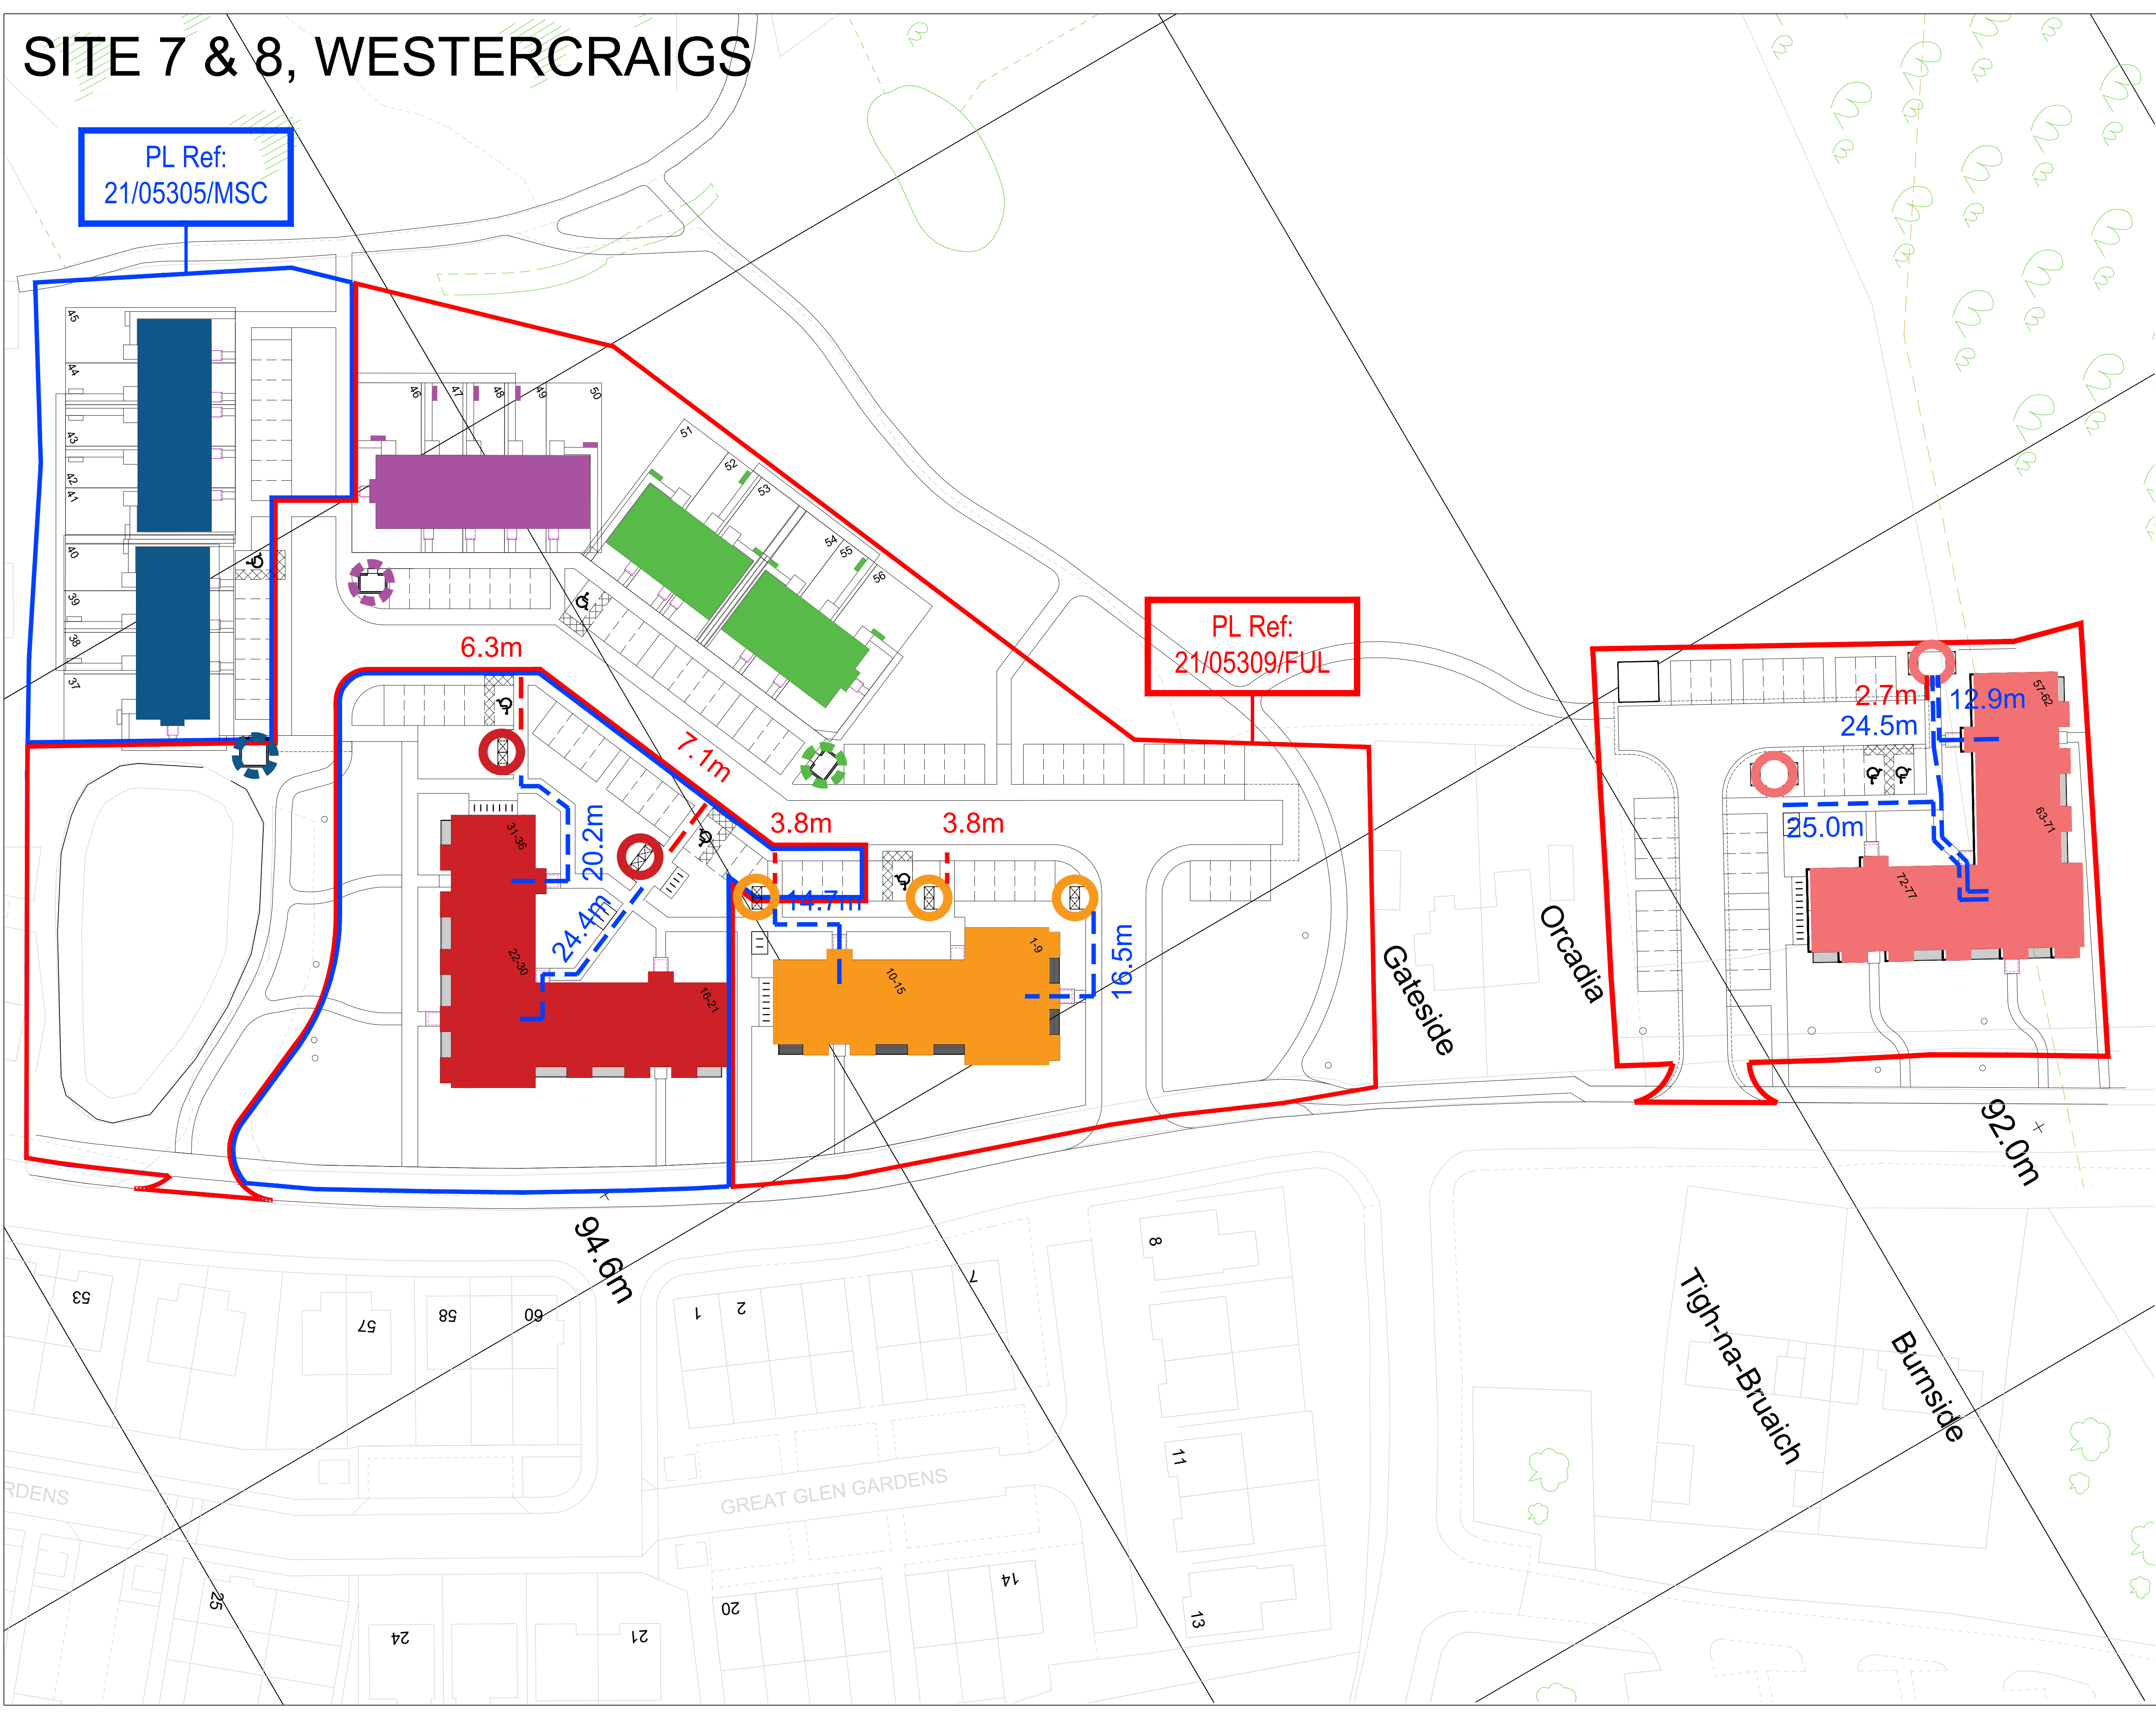 SITE 7 & 8, WESTERCRAIGS
PL Ref:
21/05305/MSC
45
44
43
42
41
40
39
38
37
46
47
48
49
50
51
52
53
54
55
56
6.3m
7.1m
3.8m
3.8m
PL Ref:
21/05309/FUL
2.7m
12.9m
24.5m
25.0m
57-62
63-71
72-77
31-36
20.2m
24.4m
22-30
16-21
14.7m
10-15
1-9
16.5m
Gateside
Orcadia
92.0m
94.6m
Tigh-na-Bruaich
Burnside
53
57
58
60
1
2
7
8
11
13
14
20
21
24
25
RDENS
GREAT GLEN GARDENS